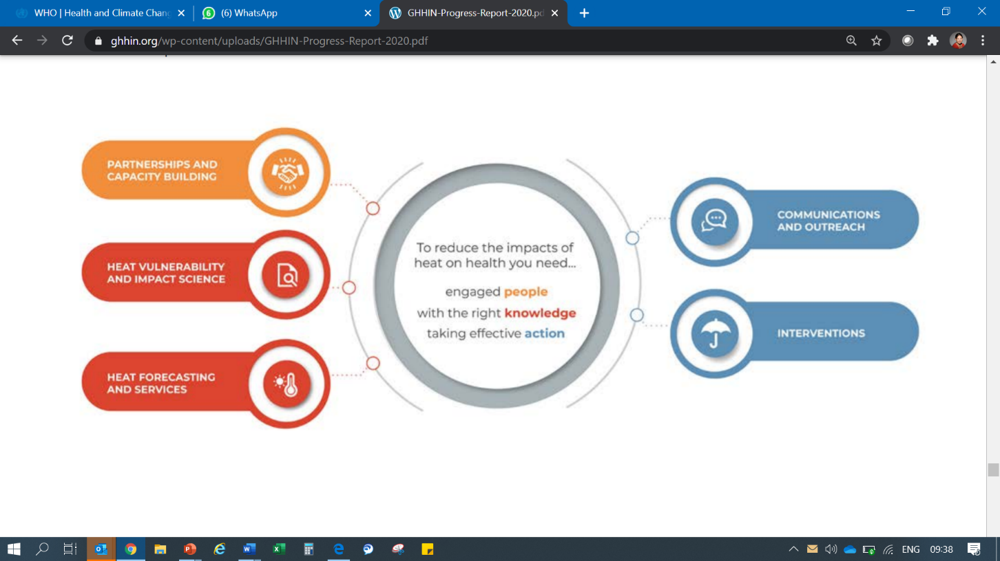 WHO | Health and Climate Chang
(6) WhatsApp
GHHIN-Progress-Report-2020.pd
ghhin.org/wp-content/uploads/GHHIN-Progress-Report-2020.pdf
PARTNERSHIPS AND
CAPACITY BUILDING
HEAT VULNERABILITY
AND IMPACT SCIENCE
HEAT FORECASTING
AND SERVICES
To reduce the impacts of
heat on health you need...
engaged people
with the right knowledge
taking effective action
COMMUNICATIONS
AND OUTREACH
INTERVENTIONS
ENG 09:38